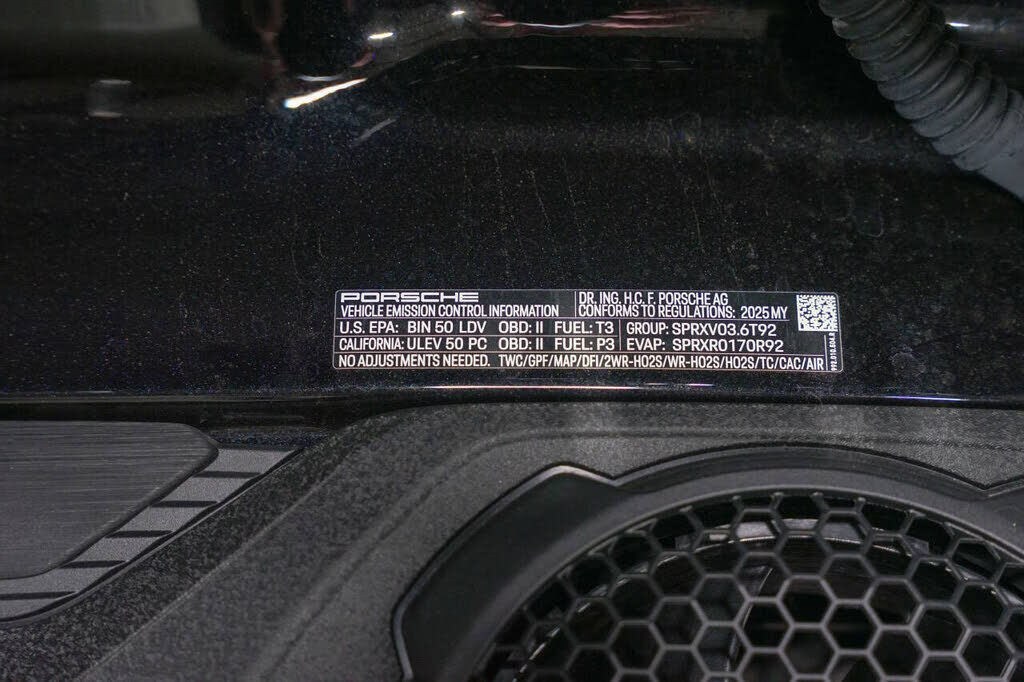 PORSCHE
VEHICLE EMISSION CONTROL INFORMATION
DR. ING. H.C. F. PORSCHE AG
CONFORMS TO REGULATIONS: 2025 MY
U.S. EPA: BIN 50 LDV OBD: II FUEL: T3 GROUP: SPRXV03.6T92
CALIFORNIA: ULEV 50 PC OBD: II FUEL: P3 EVAP: SPRXR0170R92
NO ADJUSTMENTS NEEDED. TWC/GPF/MAP/DFI/2WR-HO2S/WR-HO2S/HO2S/TC/CAC/AIR